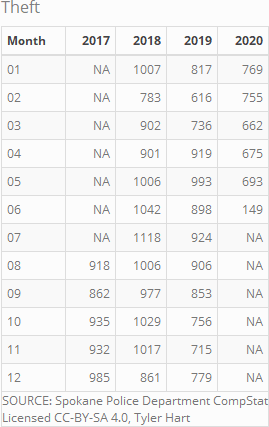 Theft
Month 2017 2018 2019 2020
01 NA 1007 817 769
02 NA 783 616 755
03 NA 902 736 662
04 NA 901 919 675
05 NA 1006 993 693
06 NA 1042 898 149
07 NA 1118 924 NA
08 918 1006 906 NA
09 862 977 853 NA
10 935 1029 756 NA
11 932 1017 715 NA
12 985 861 779 NA
SOURCE: Spokane Police Department CompStat
Licensed CC-BY-SA 4.0, Tyler Hart